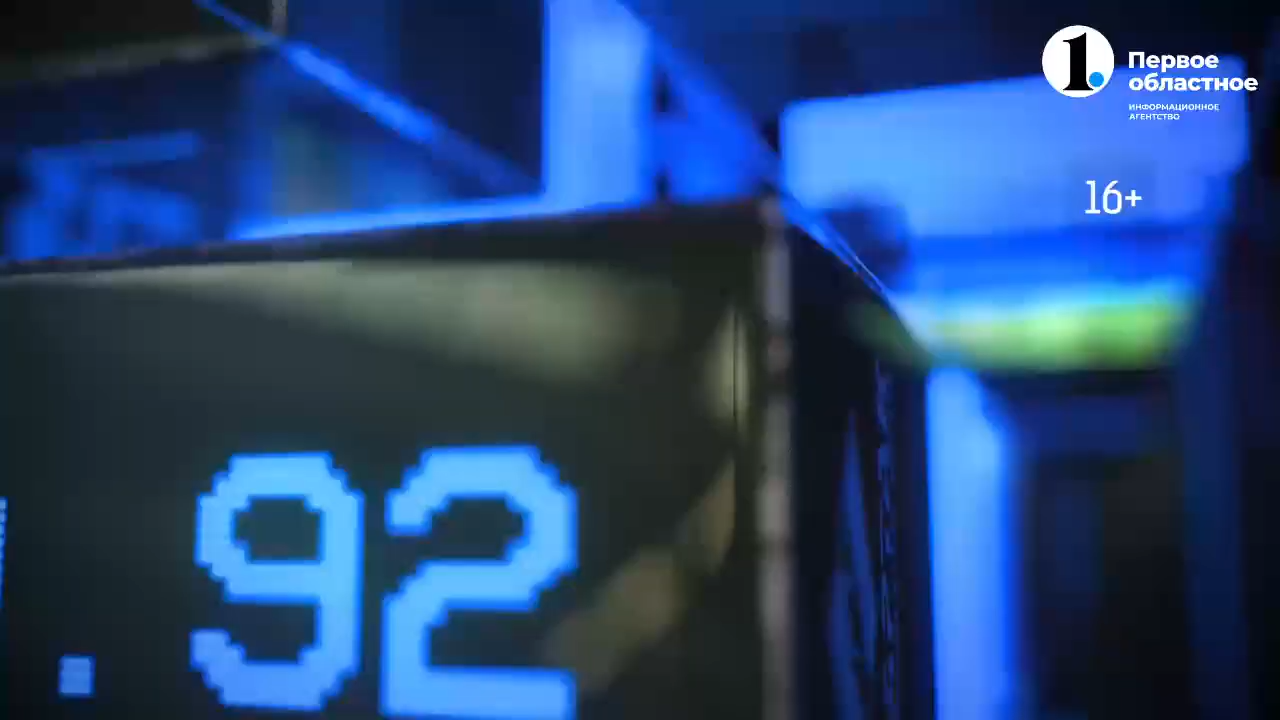 1.
Первое
областное
ИНФОРМАЦИОННОЕ
АГЕНТСТВО
16+
. 92